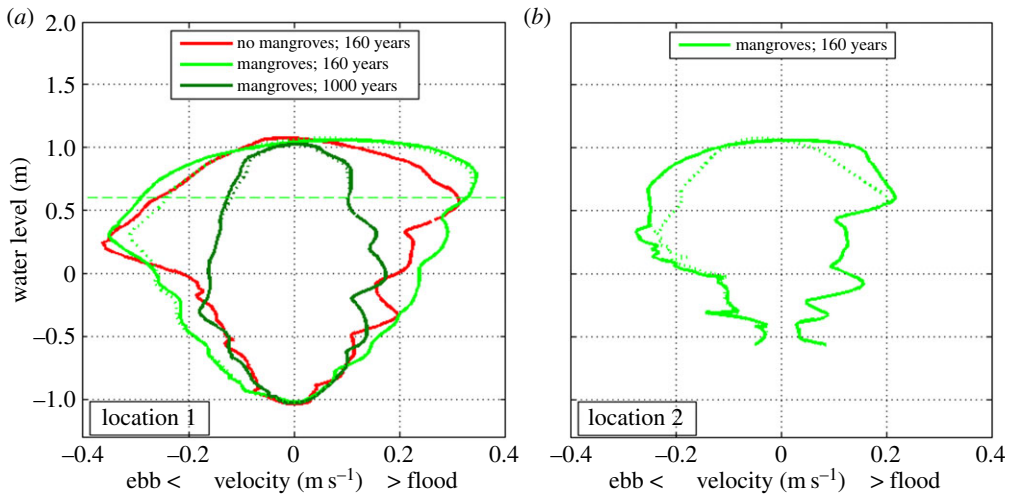 (a)
2.0
no mangroves; 160 years
mangroves; 160 years
1.5
mangroves; 1000 years
1.0
0.5
0
–0.5
–1.0
water level (m)
location 1
–0.4 –0.2 0 0.2 0.4
ebb < velocity (m s⁻¹) > flood
(b)
mangroves; 160 years
location 2
–0.4 –0.2 0 0.2 0.4
ebb < velocity (m s⁻¹) > flood